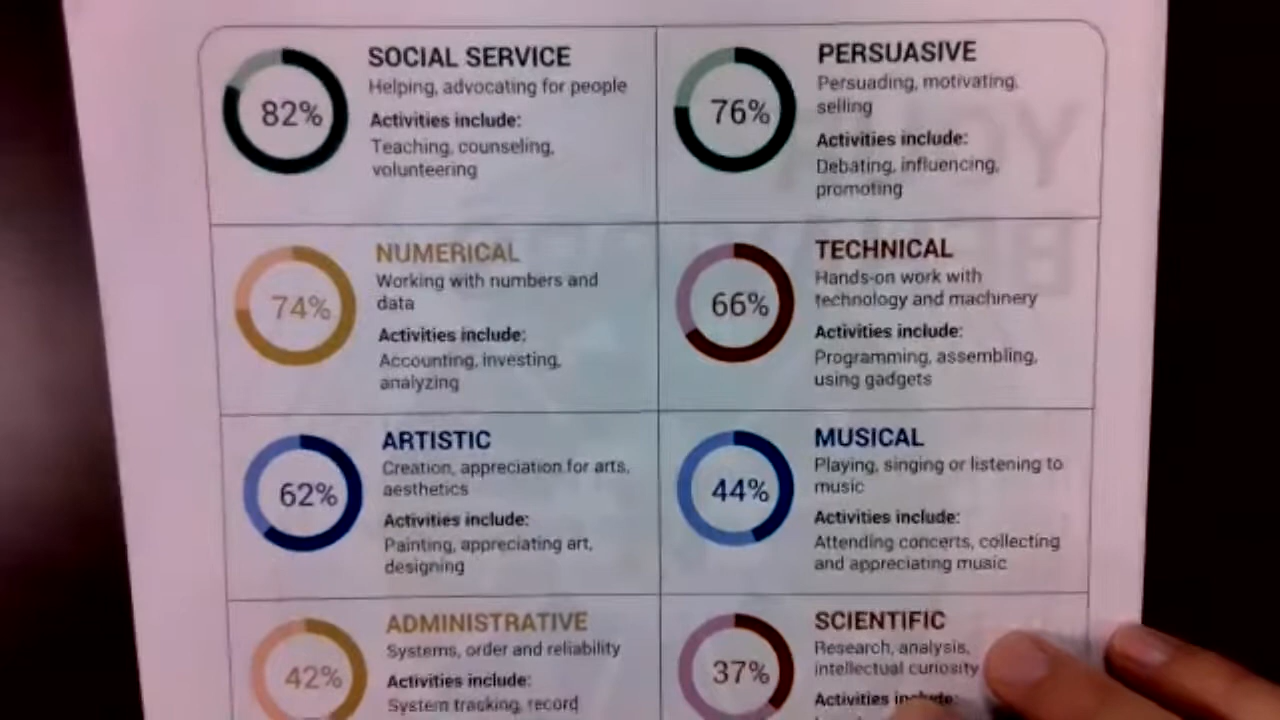 82%
SOCIAL SERVICE
Helping, advocating for people
Activities include:
Teaching, counseling,
volunteering
76%
PERSUASIVE
Persuading, motivating,
selling
Activities include:
Debating, influencing,
promoting
74%
NUMERICAL
Working with numbers and
data
Activities include:
Accounting, investing,
analyzing
66%
TECHNICAL
Hands-on work with
technology and machinery
Activities include:
Programming, assembling,
using gadgets
62%
ARTISTIC
Creation, appreciation for arts,
aesthetics
Activities include:
Painting, appreciating art,
designing
44%
MUSICAL
Playing, singing or listening to
music
Activities include:
Attending concerts, collecting
and appreciating music
42%
ADMINISTRATIVE
Systems, order and reliability
Activities include:
System tracking, record
37%
SCIENTIFIC
Research, analysis,
intellectual curiosity
Activities include: